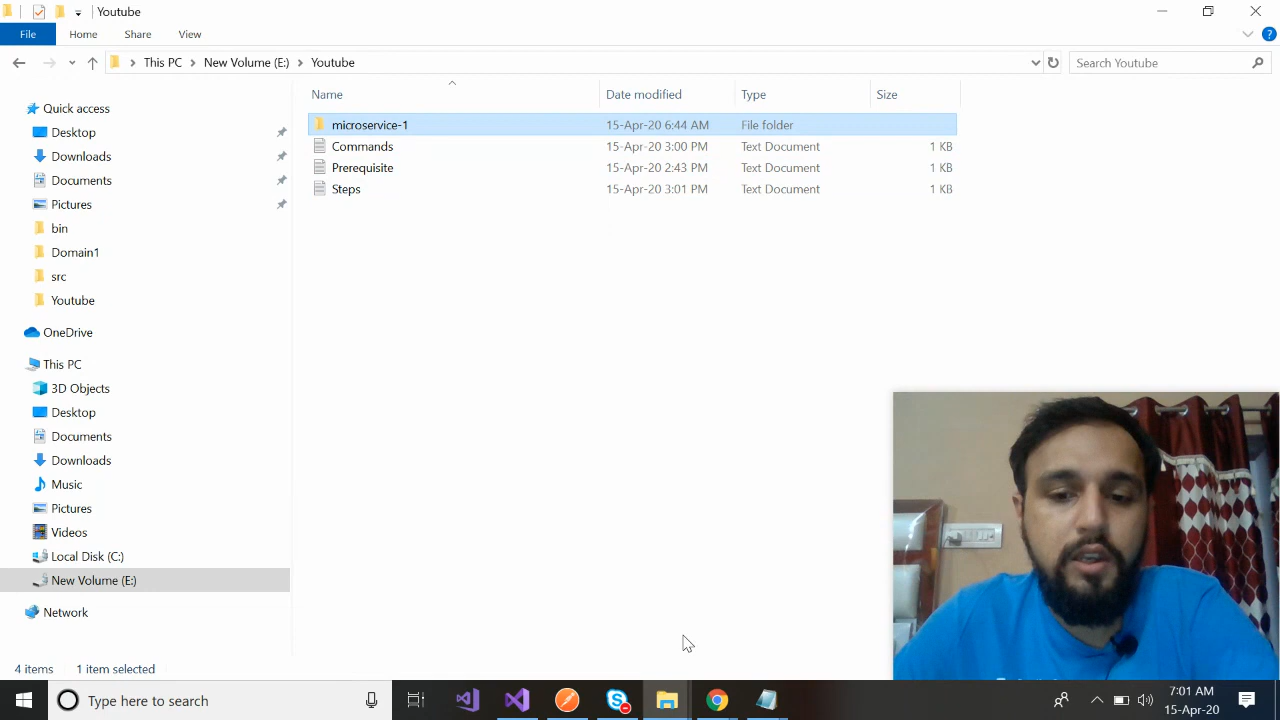 Youtube
File Home Share View
This PC New Volume (E:) Youtube Search Youtube
Name Date modified Type Size
microservice-1 15-Apr-20 6:44 AM File folder
Commands 15-Apr-20 3:00 PM Text Document 1 KB
Prerequisite 15-Apr-20 2:43 PM Text Document 1 KB
Steps 15-Apr-20 3:01 PM Text Document 1 KB
Quick access
Desktop
Downloads
Documents
Pictures
bin
Domain1
src
Youtube
OneDrive
This PC
3D Objects
Desktop
Documents
Downloads
Music
Pictures
Videos
Local Disk (C:)
New Volume (E:)
Network
4 items 1 item selected
Type here to search
7:01 AM
15-Apr-20